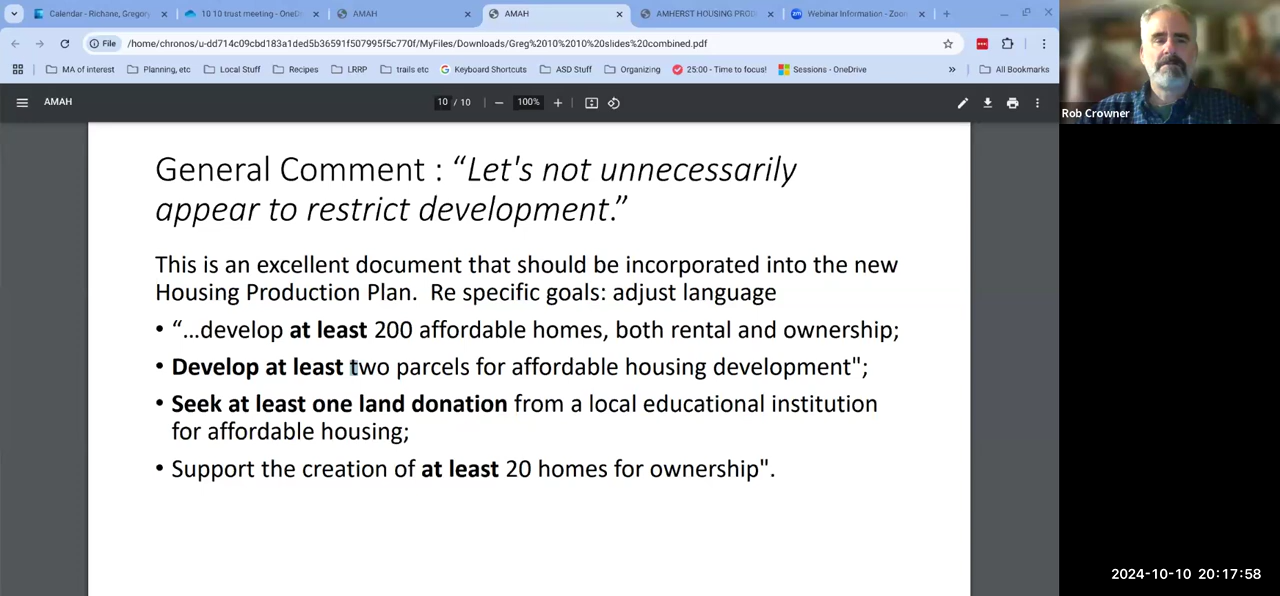 Calendar - Richane, Gregory
10 10 trust meeting - OneDr
AMAH
AMAH
AMHERST HOUSING PROD
Webinar Information - Zoom
File
/home/chronos/u-dd714c09cbd183a1ded5b36591f507995f5c770f/MyFiles/Downloads/Greg%2010%2010%20slides%20combined.pdf
MA of interest
Planning, etc
Local Stuff
Recipes
LRRP
trails etc
Keyboard Shortcuts
ASD Stuff
Organizing
25:00 - Time to focus!
Sessions - OneDrive
»
All Bookmarks
AMAH
10 / 10
100%
Rob Crowner
General Comment : “Let's not unnecessarily
appear to restrict development.”
This is an excellent document that should be incorporated into the new
Housing Production Plan. Re specific goals: adjust language
• “…develop at least 200 affordable homes, both rental and ownership;
• Develop at least two parcels for affordable housing development";
• Seek at least one land donation from a local educational institution
for affordable housing;
• Support the creation of at least 20 homes for ownership".
2024-10-10 20:17:58